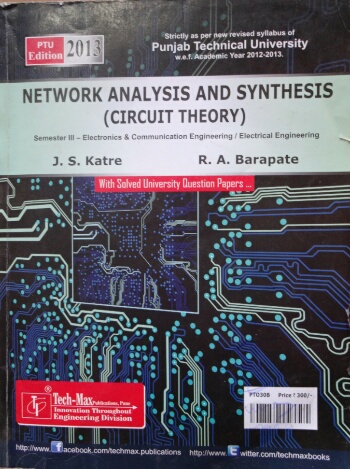 Strictly as per new revised syllabus of
Punjab Technical University
w.e.f. Academic Year 2012-2013.
PTU
Edition 2013
NETWORK ANALYSIS AND SYNTHESIS
(CIRCUIT THEORY)
Semester III – Electronics & Communication Engineering / Electrical Engineering
J. S. Katre R. A. Barapate
With Solved University Question Papers ...
Tech-Max
Publications, Pune
Innovation Throughout
Engineering Division
PTO30B Price ₹ 300/-
http://www.facebook.com/techmax.publications http://www.twitter.com/techmaxbooks